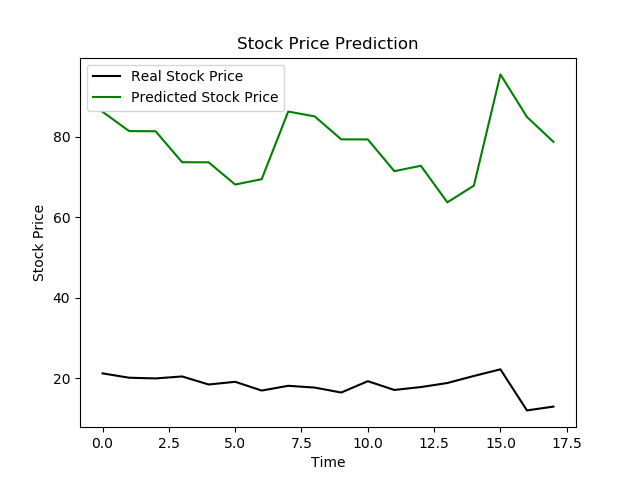 Stock Price Prediction
Real Stock Price
Predicted Stock Price
80
60
40
20
Stock Price
0.0 2.5 5.0 7.5 10.0 12.5 15.0 17.5
Time